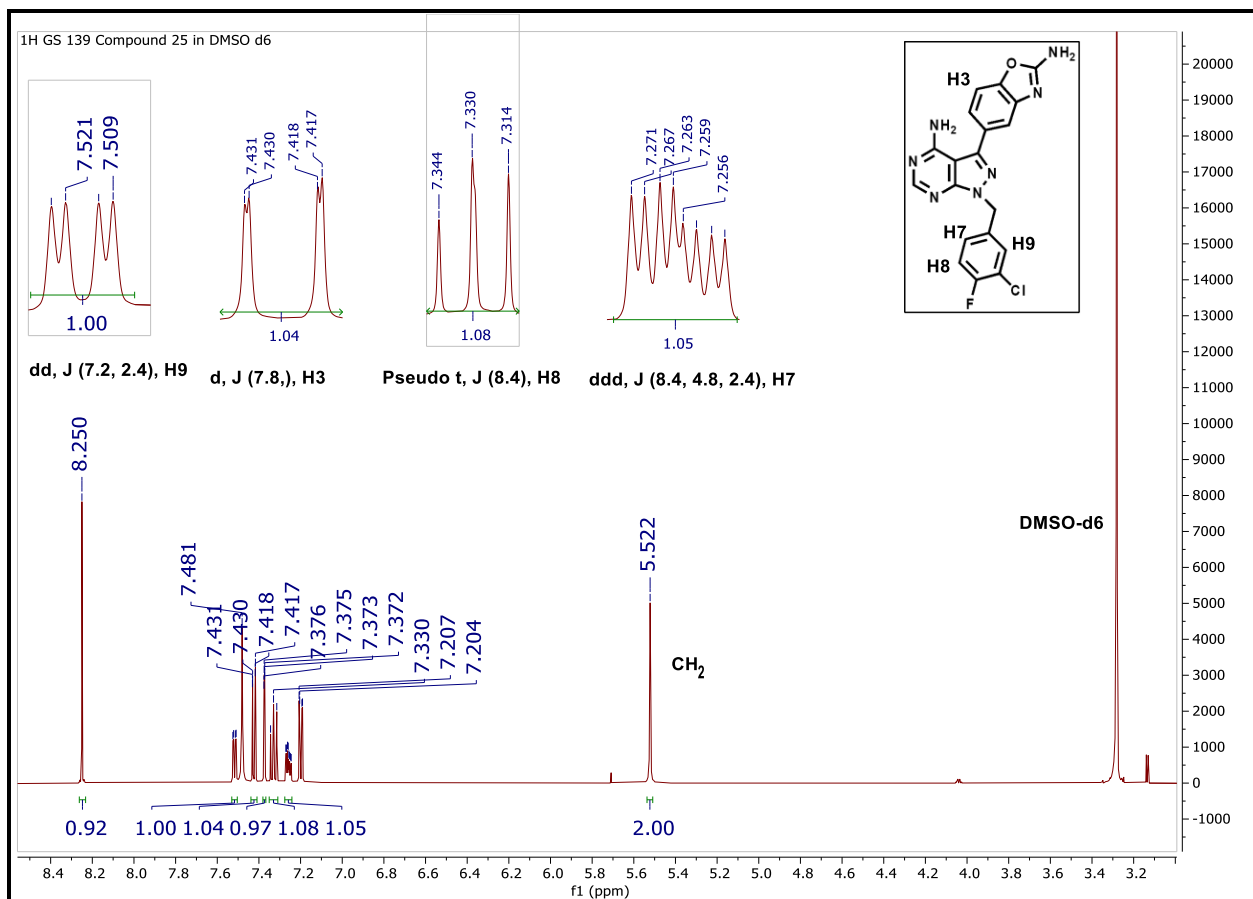 1H GS 139 Compound 25 in DMSO d6
7.521
7.509
1.00
dd, J (7.2, 2.4), H9
7.431
7.430
7.418
7.417
1.04
d, J (7.8,), H3
7.344
7.330
7.314
1.08
Pseudo t, J (8.4), H8
7.271
7.267
7.263
7.259
7.256
1.05
ddd, J (8.4, 4.8, 2.4), H7
NH2
O
H3
N
NH2
N
N
N
N
H7
H9
H8
F
Cl
8.250
7.481
7.431
7.430
7.418
7.417
7.376
7.375
7.373
7.372
7.330
7.207
7.204
5.522
CH2
DMSO-d6
0.92
1.00
1.04
0.97
1.08
1.05
2.00
20000
19000
18000
17000
16000
15000
14000
13000
12000
11000
10000
9000
8000
7000
6000
5000
4000
3000
2000
1000
0
-1000
8.4 8.2 8.0 7.8 7.6 7.4 7.2 7.0 6.8 6.6 6.4 6.2 6.0 5.8 5.6 5.4 5.2 5.0 4.8 4.6 4.4 4.2 4.0 3.8 3.6 3.4 3.2
f1 (ppm)